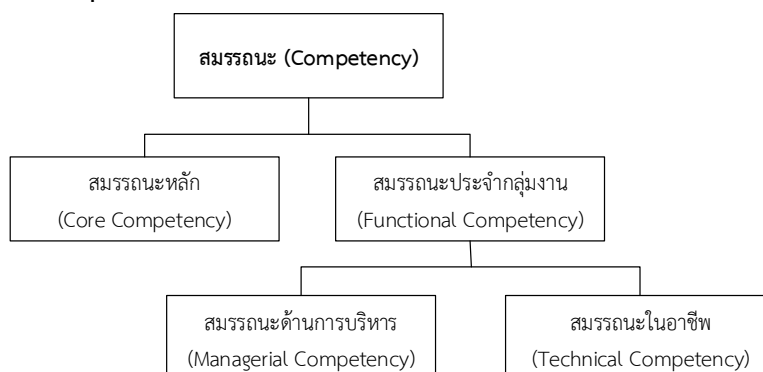 สมรรถนะ (Competency)
สมรรถนะหลัก
(Core Competency)
สมรรถนะประจำกลุ่มงาน
(Functional Competency)
สมรรถนะด้านการบริหาร
(Managerial Competency)
สมรรถนะในอาชีพ
(Technical Competency)